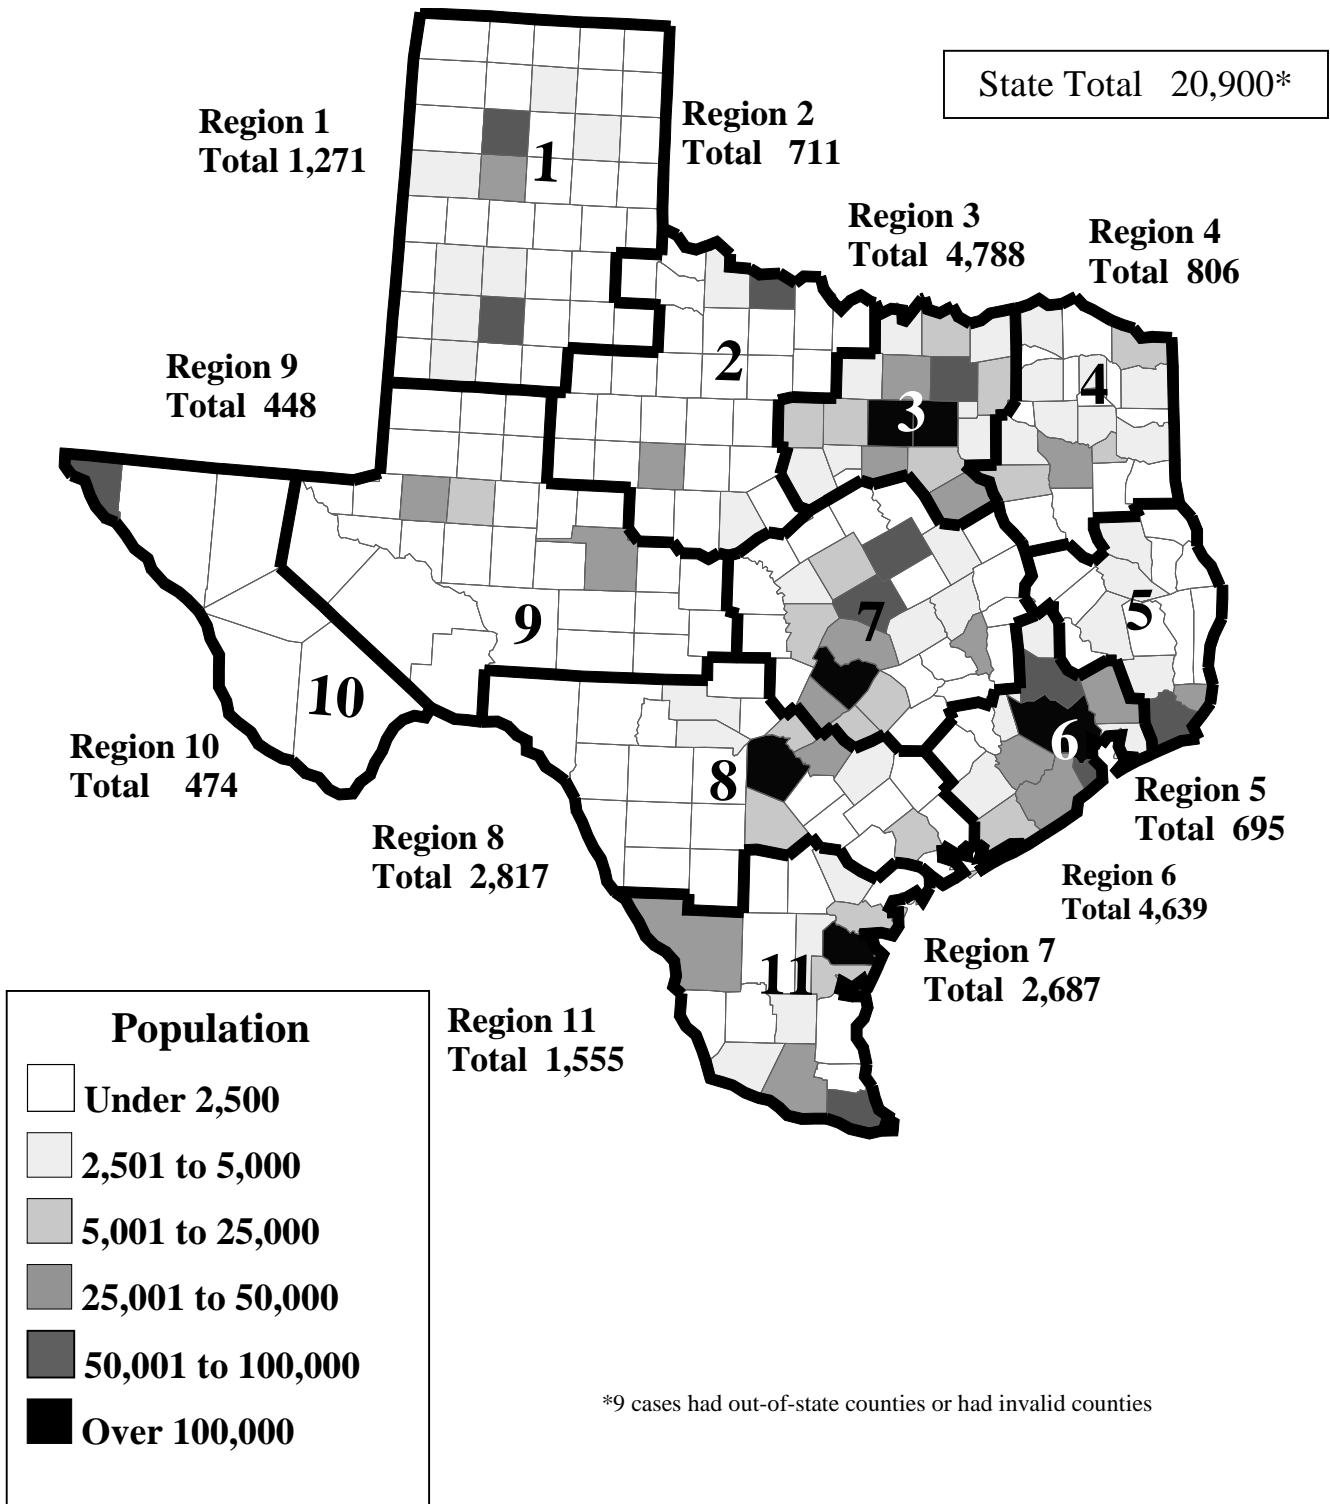 State Total 20,900*
Region 1
Total 1,271
Region 2
Total 711
Region 3
Total 4,788
Region 4
Total 806
Region 9
Total 448
1
2
3
4
5
6
7
8
9
10
11
Region 10
Total 474
Region 8
Total 2,817
Region 5
Total 695
Region 6
Total 4,639
Region 7
Total 2,687
Region 11
Total 1,555
Population
Under 2,500
2,501 to 5,000
5,001 to 25,000
25,001 to 50,000
50,001 to 100,000
Over 100,000
*9 cases had out-of-state counties or had invalid counties